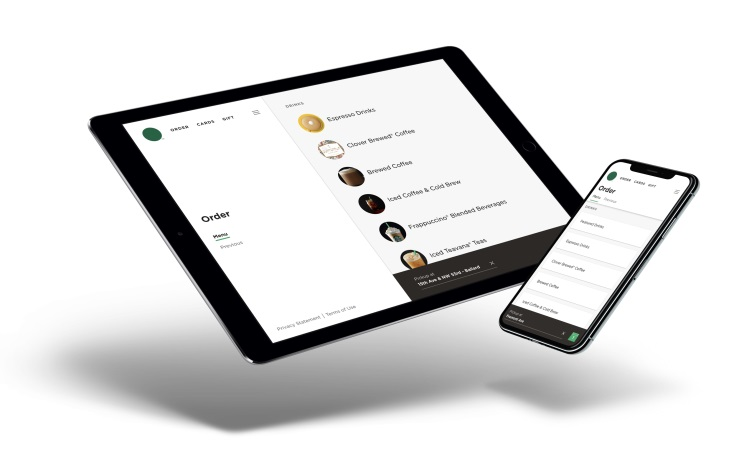 ORDER CARDS GIFT
Order
Menu
Previous
Privacy Statement | Terms of Use
DRINKS
Espresso Drinks
Clover Brewed® Coffee
Brewed Coffee
Iced Coffee & Cold Brew
Frappuccino® Blended Beverages
Iced Teavana® Teas
Pickup at
15th Ave & NW 53rd - Ballard
ORDER CARDS GIFT
Order
Menu Previous
DRINKS
Espresso Drinks
Clover Brewed® Coffee
Brewed Coffee
Iced Coffee & Cold Brew
Pickup at